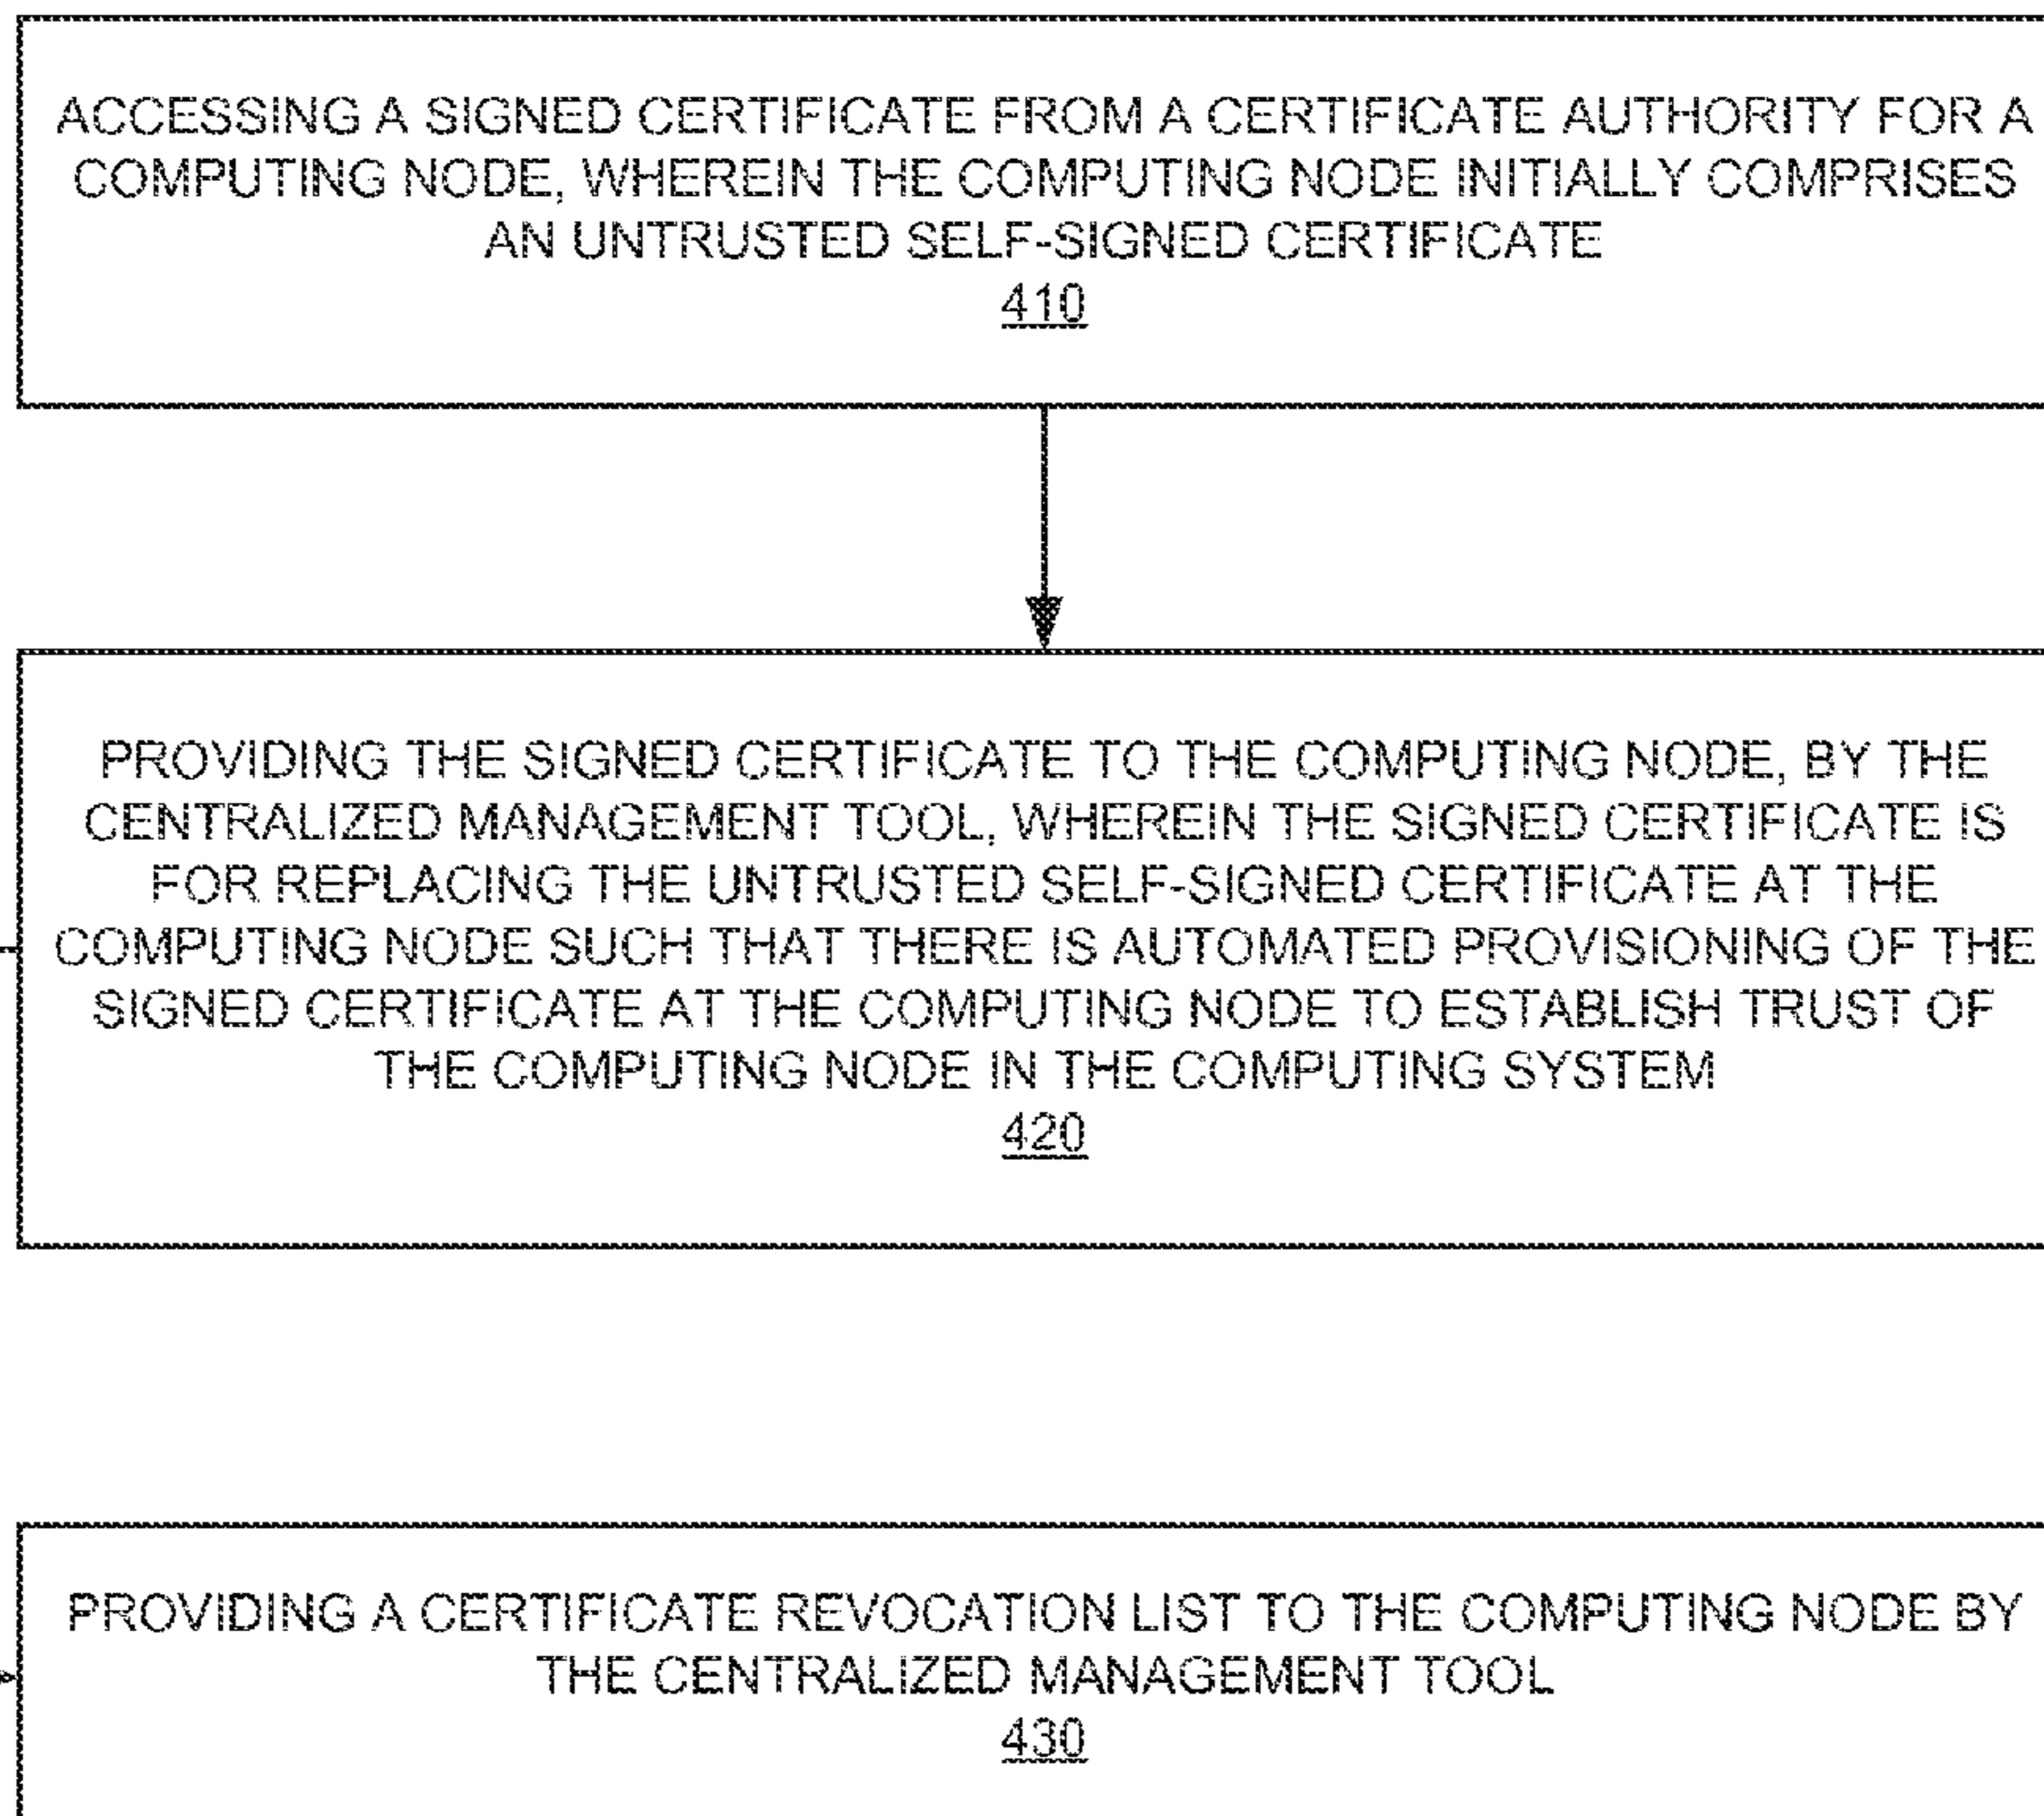 ACCESSING A SIGNED CERTIFICATE FROM A CERTIFICATE AUTHORITY FOR A
COMPUTING NODE, WHEREIN THE COMPUTING NODE INITIALLY COMPRISES
AN UNTRUSTED SELF-SIGNED CERTIFICATE
410
PROVIDING THE SIGNED CERTIFICATE TO THE COMPUTING NODE, BY THE
CENTRALIZED MANAGEMENT TOOL, WHEREIN THE SIGNED CERTIFICATE IS
FOR REPLACING THE UNTRUSTED SELF-SIGNED CERTIFICATE AT THE
COMPUTING NODE SUCH THAT THERE IS AUTOMATED PROVISIONING OF THE
SIGNED CERTIFICATE AT THE COMPUTING NODE TO ESTABLISH TRUST OF
THE COMPUTING NODE IN THE COMPUTING SYSTEM
420
PROVIDING A CERTIFICATE REVOCATION LIST TO THE COMPUTING NODE BY
THE CENTRALIZED MANAGEMENT TOOL
430